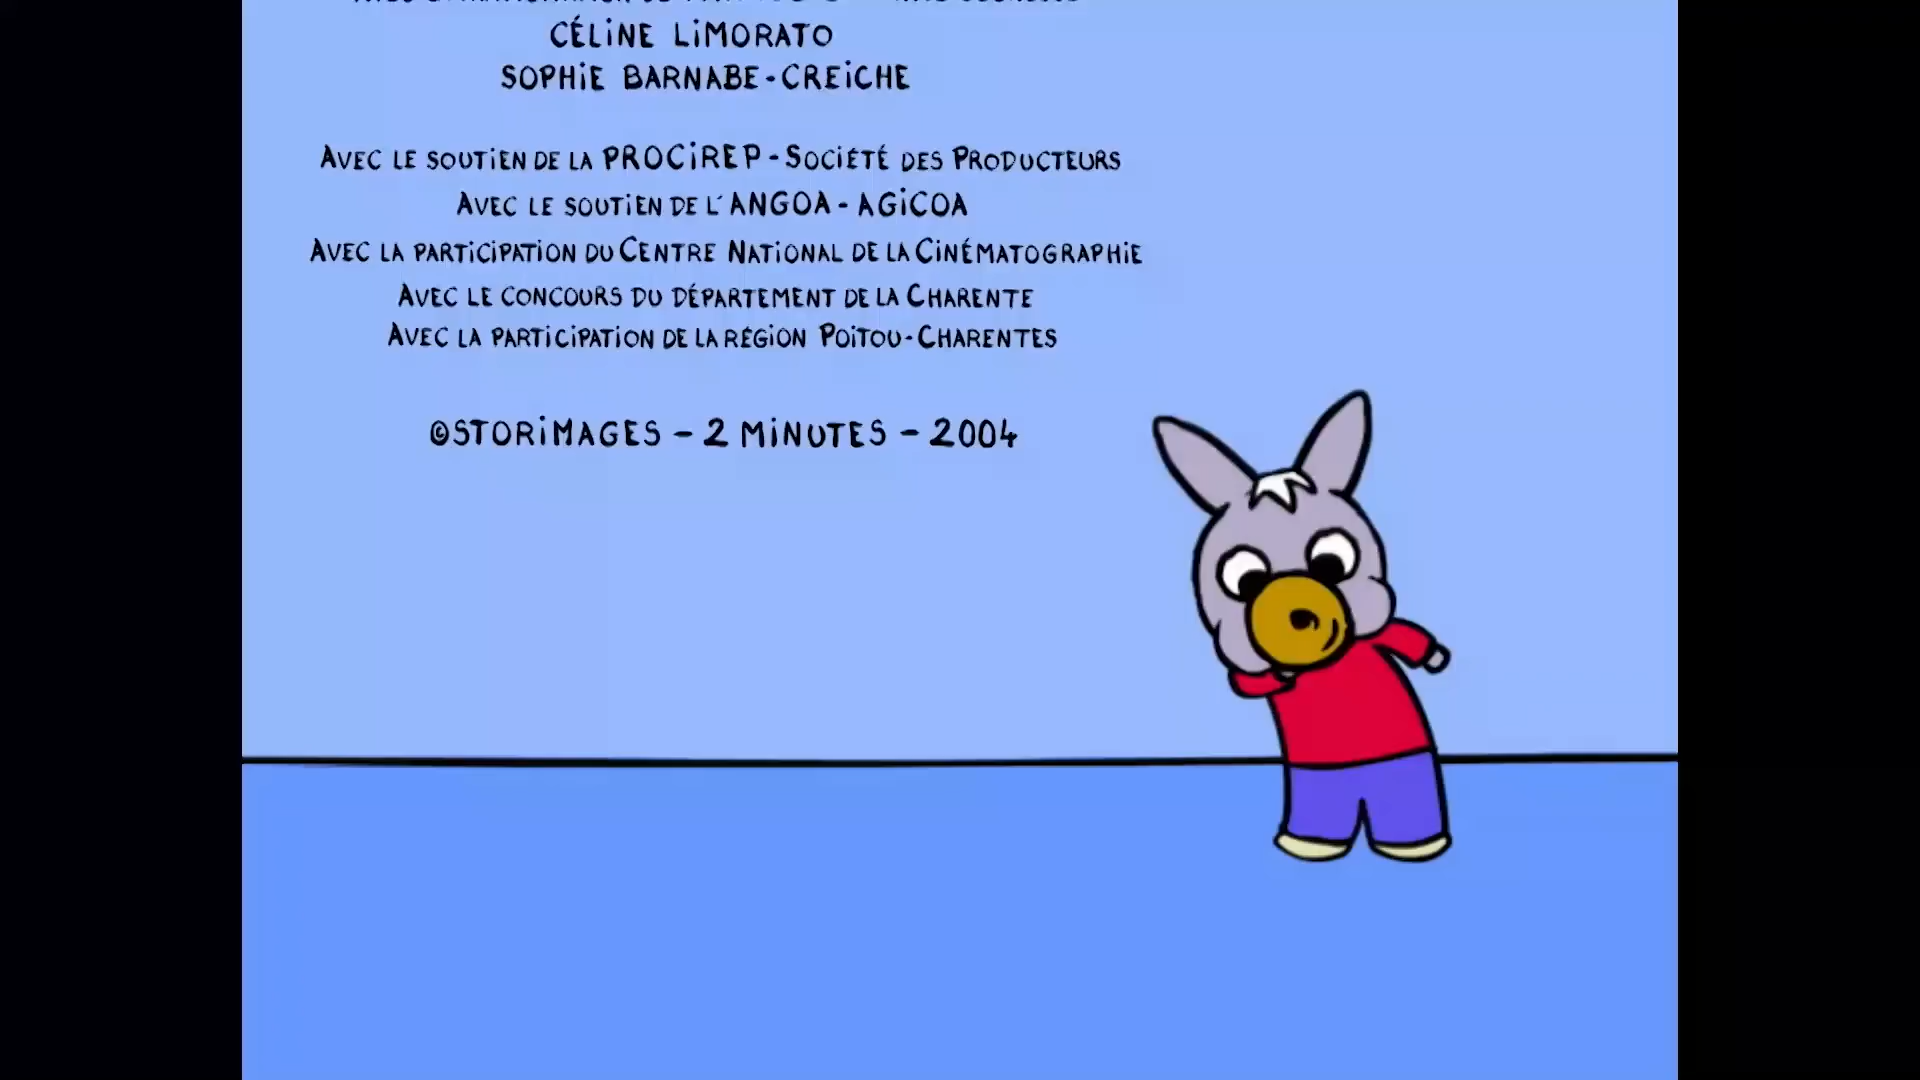 CÉLiNE LiMORATO
SOPHiE BARNABE-CREiCHE
AVEC LE SOUTiEN DE LA PROCiREP - SOCiÉTÉ DES PRODUCTEURS
AVEC LE SOUTiEN DE L'ANGOA - AGiCOA
AVEC LA PARTiCiPATiON DU CENTRE NATiONAL DE LA CiNÉMATOGRAPHiE
AVEC LE CONCOURS DU DÉPARTEMENT DE LA CHARENTE
AVEC LA PARTiCiPATiON DE LA RÉGiON POiTOU-CHARENTES
©STORiMAGES - 2 MiNUTES - 2004